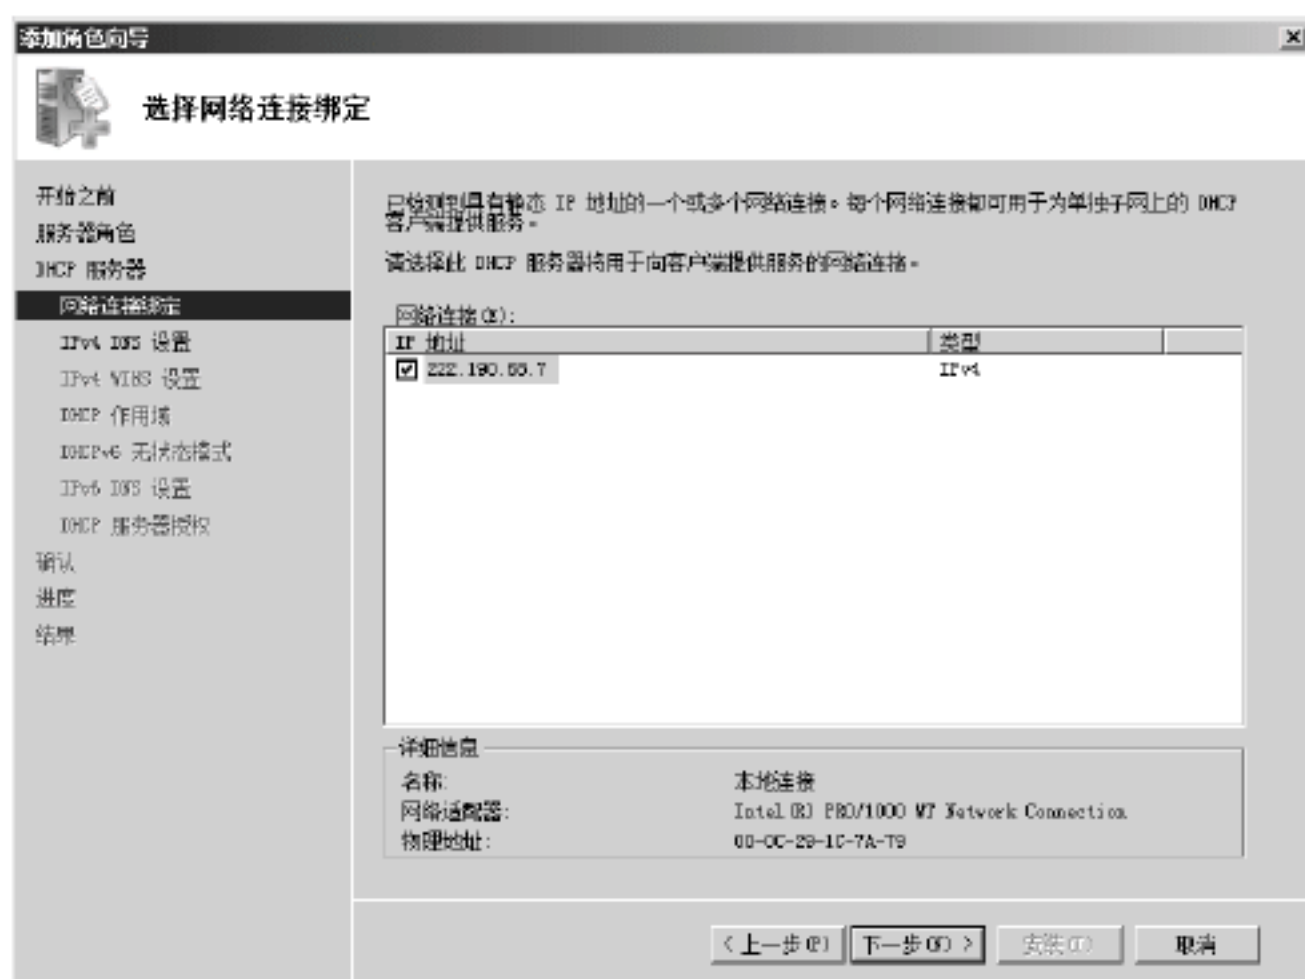 添加角色向导
选择网络连接绑定
开始之前
服务器角色
DHCP 服务器
网络连接绑定
IPv4 DNS 设置
IPv4 WINS 设置
DHCP 作用域
DHCPv6 无状态模式
IPv6 DNS 设置
DHCP 服务器授权
确认
进度
结果
已检测到具有静态 IP 地址的一个或多个网络连接。每个网络连接都可用于为单独子网上的 DHCP
客户端提供服务。
请选择此 DHCP 服务器将用于向客户端提供服务的网络连接。
网络连接(E):
IP 地址 类型
222.190.68.7 IPv4
详细信息
名称: 本地连接
网络适配器: Intel(R) PRO/1000 MT Network Connection
物理地址: 00-0C-29-1C-7A-79
< 上一步(P) 下一步(N) > 安装(I) 取消